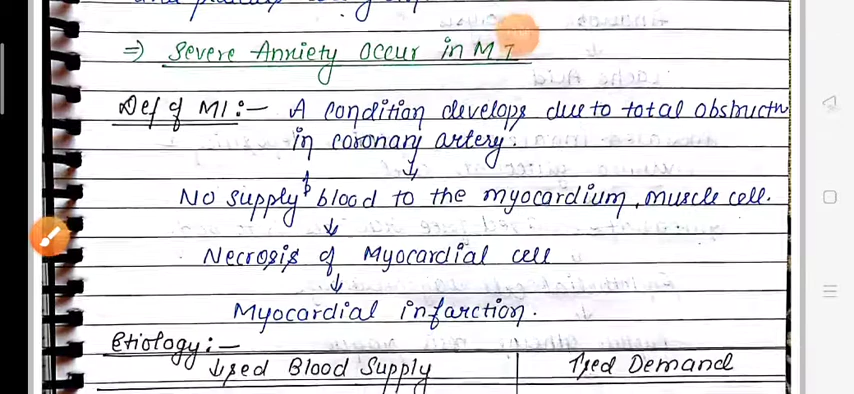 ⇒ Severe Anxiety Occur in MI
Def of MI :- A condition develops due to total obstructn
in coronary artery.
↓
No supply of blood to the myocardium, muscle cell.
↓
Necrosis of Myocardial cell
↓
Myocardial infarction.
Etiology :-
↓sed Blood Supply
↑sed Demand